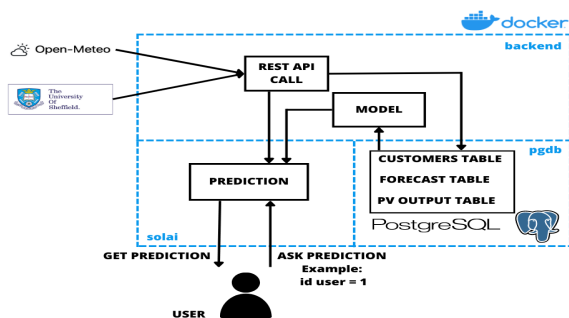 docker
backend
Open-Meteo
REST API
CALL
The
University
Of
Sheffield.
MODEL
pgdb
CUSTOMERS TABLE
FORECAST TABLE
PV OUTPUT TABLE
PREDICTION
PostgreSQL
solai
GET PREDICTION
ASK PREDICTION
Example:
id user = 1
USER